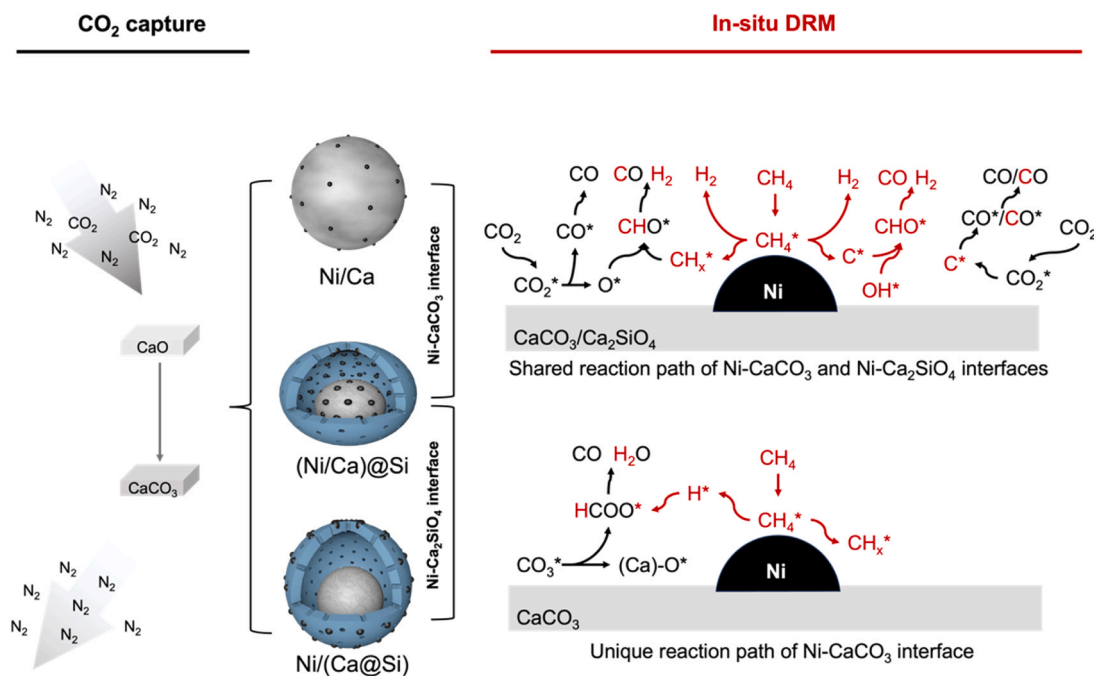 CO₂ capture
In-situ DRM
N₂
N₂
N₂
CO₂
CO₂
N₂
N₂
N₂
CaO
CaCO₃
N₂
N₂
N₂
N₂
N₂
N₂
Ni/Ca
(Ni/Ca)@Si
Ni/(Ca@Si)
Ni-CaCO₃ interface
Ni-Ca₂SiO₄ interface
CO
CO H₂
H₂
CH₄
H₂
CO H₂
CO/CO
CO₂
CO*
CHO*
CHₓ*
CH₄*
C*
CHO*
CO*/CO*
CO₂
CO₂*
O*
OH*
C*
CO₂*
Ni
CaCO₃/Ca₂SiO₄
Shared reaction path of Ni-CaCO₃ and Ni-Ca₂SiO₄ interfaces
CO H₂O
CH₄
HCOO*
H*
CH₄*
CHₓ*
CO₃*
(Ca)-O*
Ni
CaCO₃
Unique reaction path of Ni-CaCO₃ interface